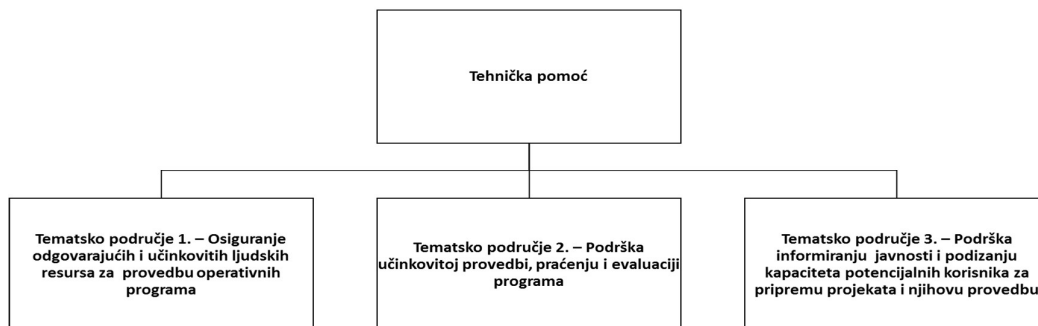 Tehnička pomoć
Tematsko područje 1. – Osiguranje
odgovarajućih i učinkovitih ljudskih
resursa za provedbu operativnih
programa
Tematsko područje 2. – Podrška
učinkovitoj provedbi, praćenju i evaluaciji
programa
Tematsko područje 3. – Podrška
informiranju javnosti i podizanju
kapaciteta potencijalnih korisnika za
pripremu projekata i njihovu provedbu